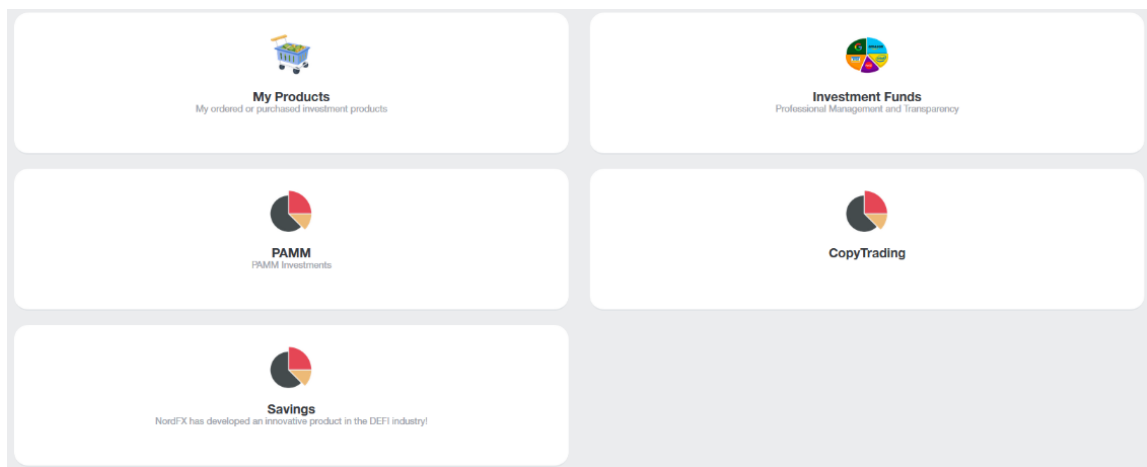 My Products
My ordered or purchased investment products
Investment Funds
Professional Management and Transparency
PAMM
PAMM Investments
CopyTrading
Savings
NordFX has developed an innovative product in the DEFI industry!